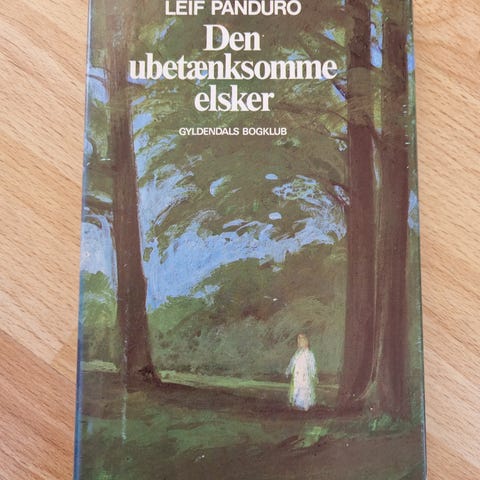 LEIF PANDURO
Den
ubetænksomme
elsker
GYLDENDALS BOGKLUB